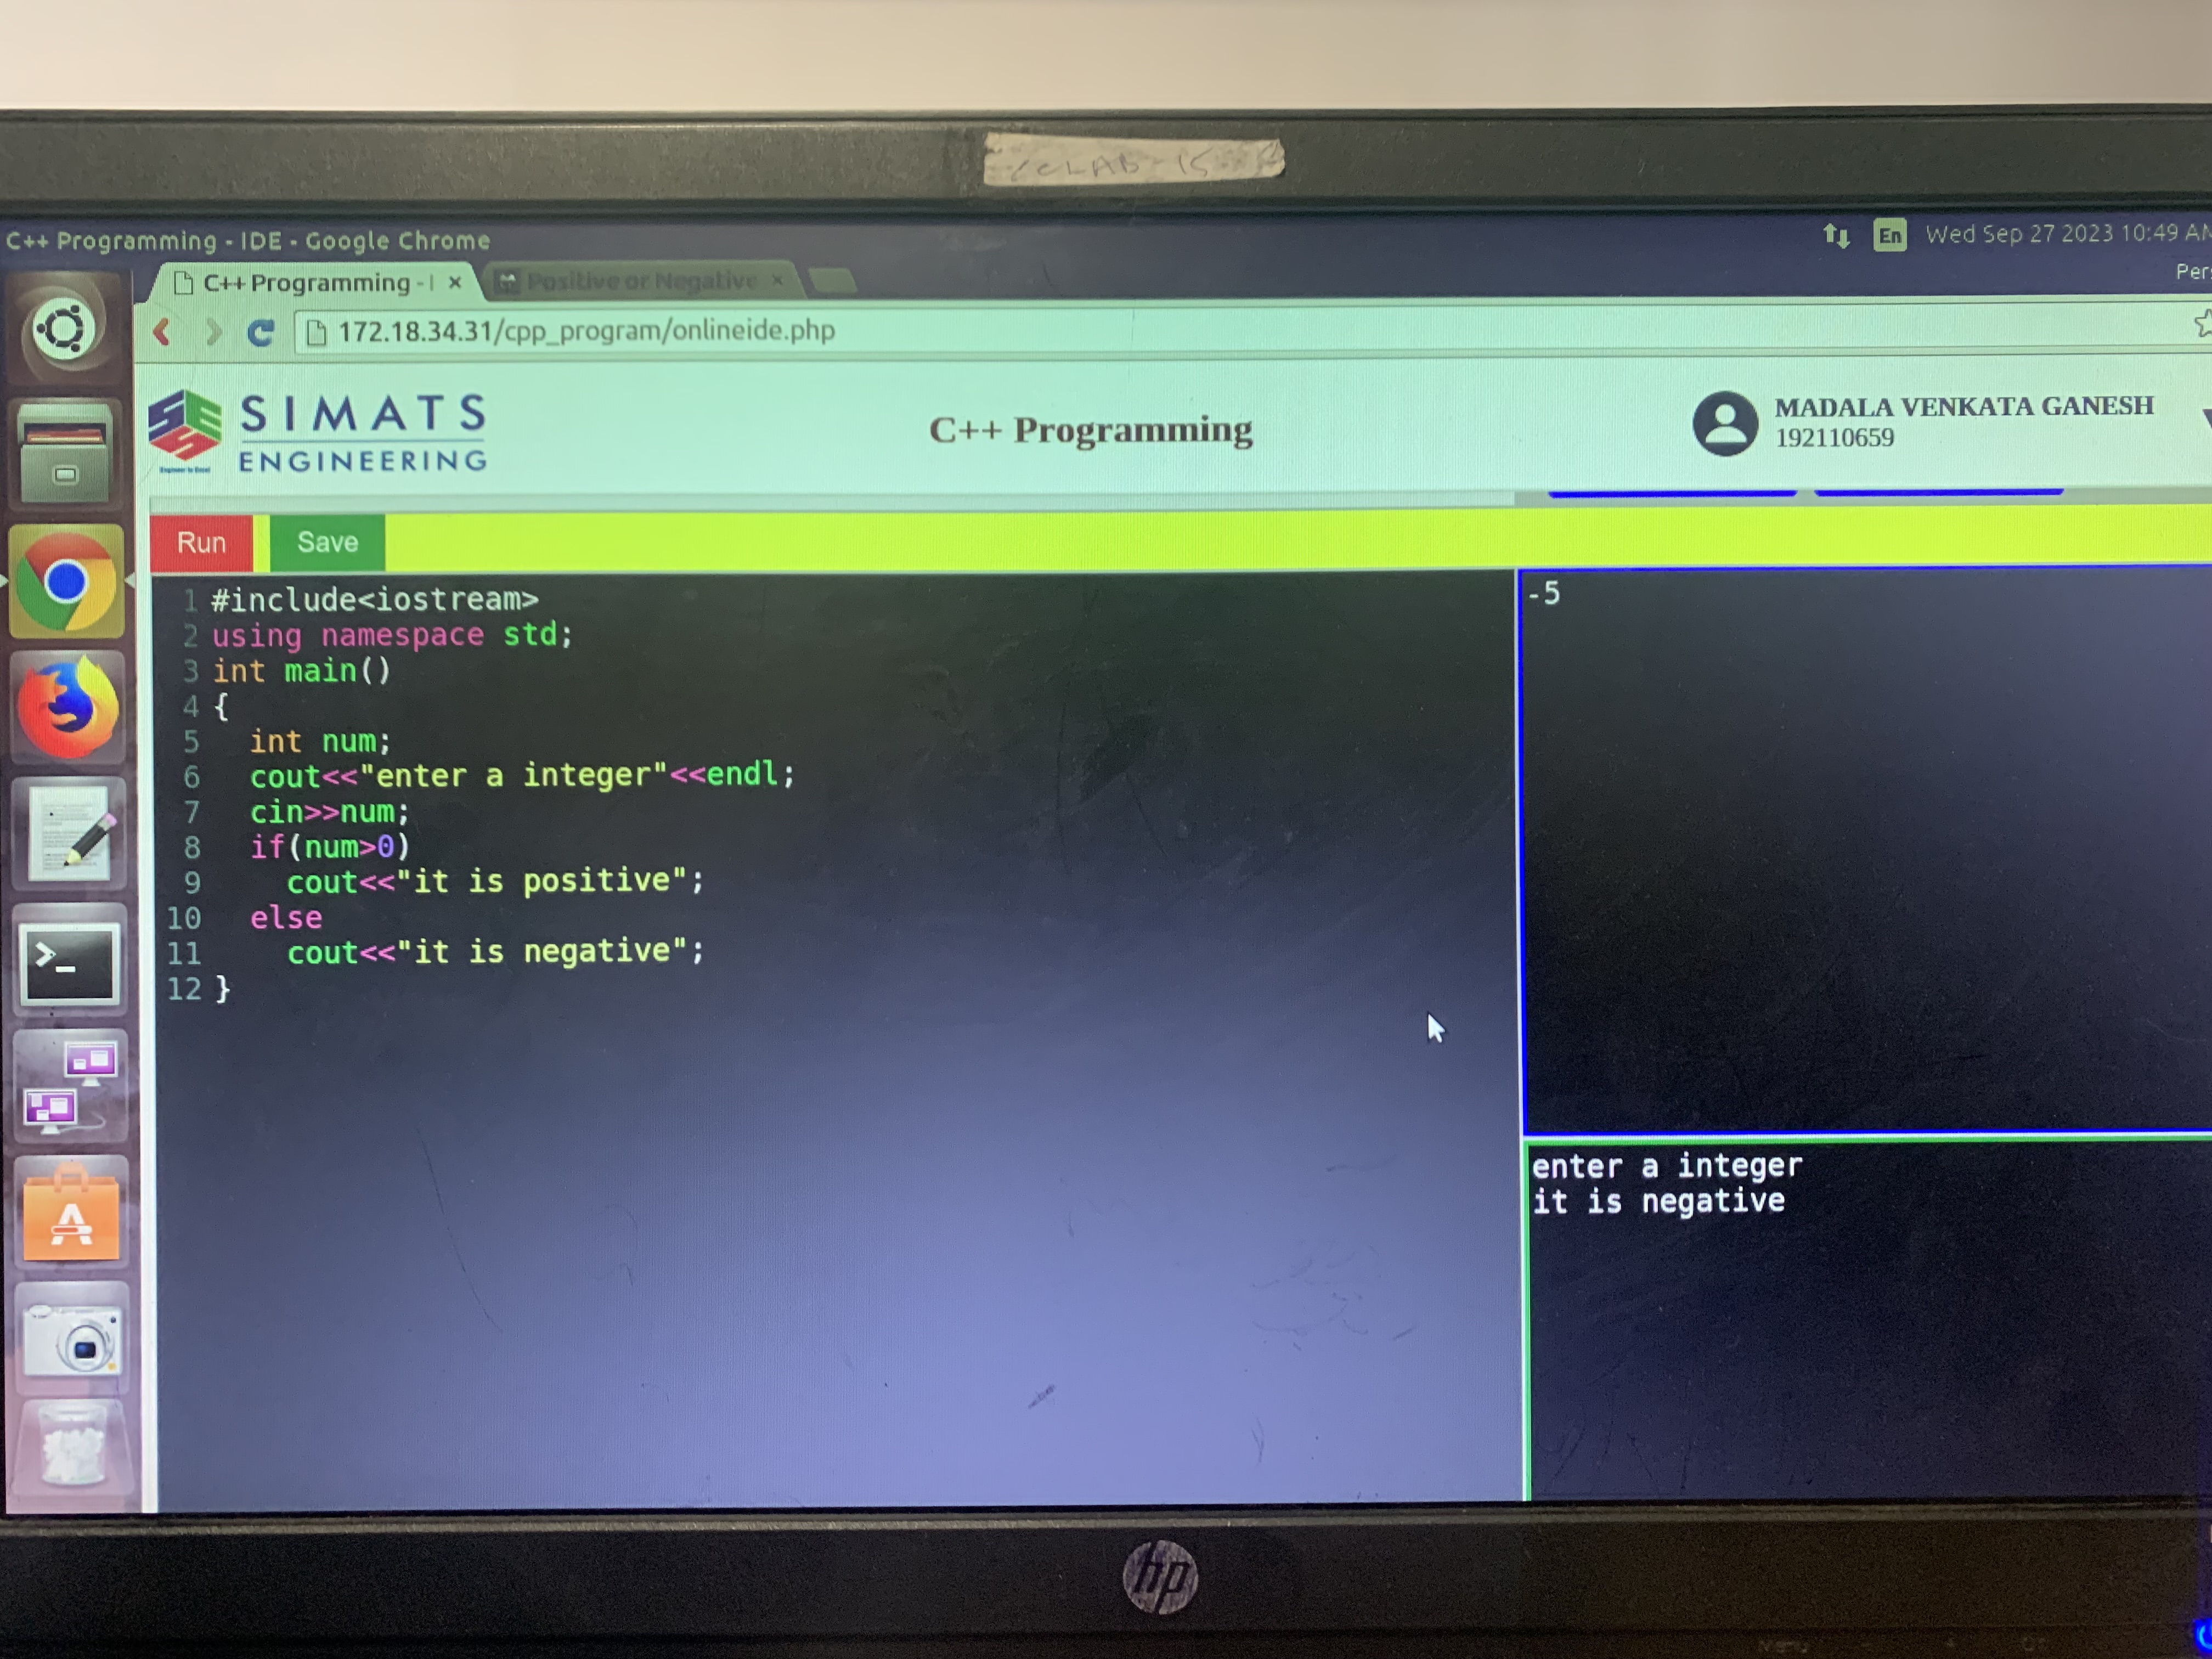 LAB 15
C++ Programming - IDE - Google Chrome
En Wed Sep 27 2023 10:49 AM
C++ Programming - I × Positive or Negative ×
172.18.34.31/cpp_program/onlineide.php
SIMATS
ENGINEERING
C++ Programming
MADALA VENKATA GANESH
192110659
Run Save
1 #include<iostream>
2 using namespace std;
3 int main()
4 {
5 int num;
6 cout<<"enter a integer"<<endl;
7 cin>>num;
8 if(num>0)
9 cout<<"it is positive";
10 else
11 cout<<"it is negative";
12 }
-5
enter a integer
it is negative
hp
Menu